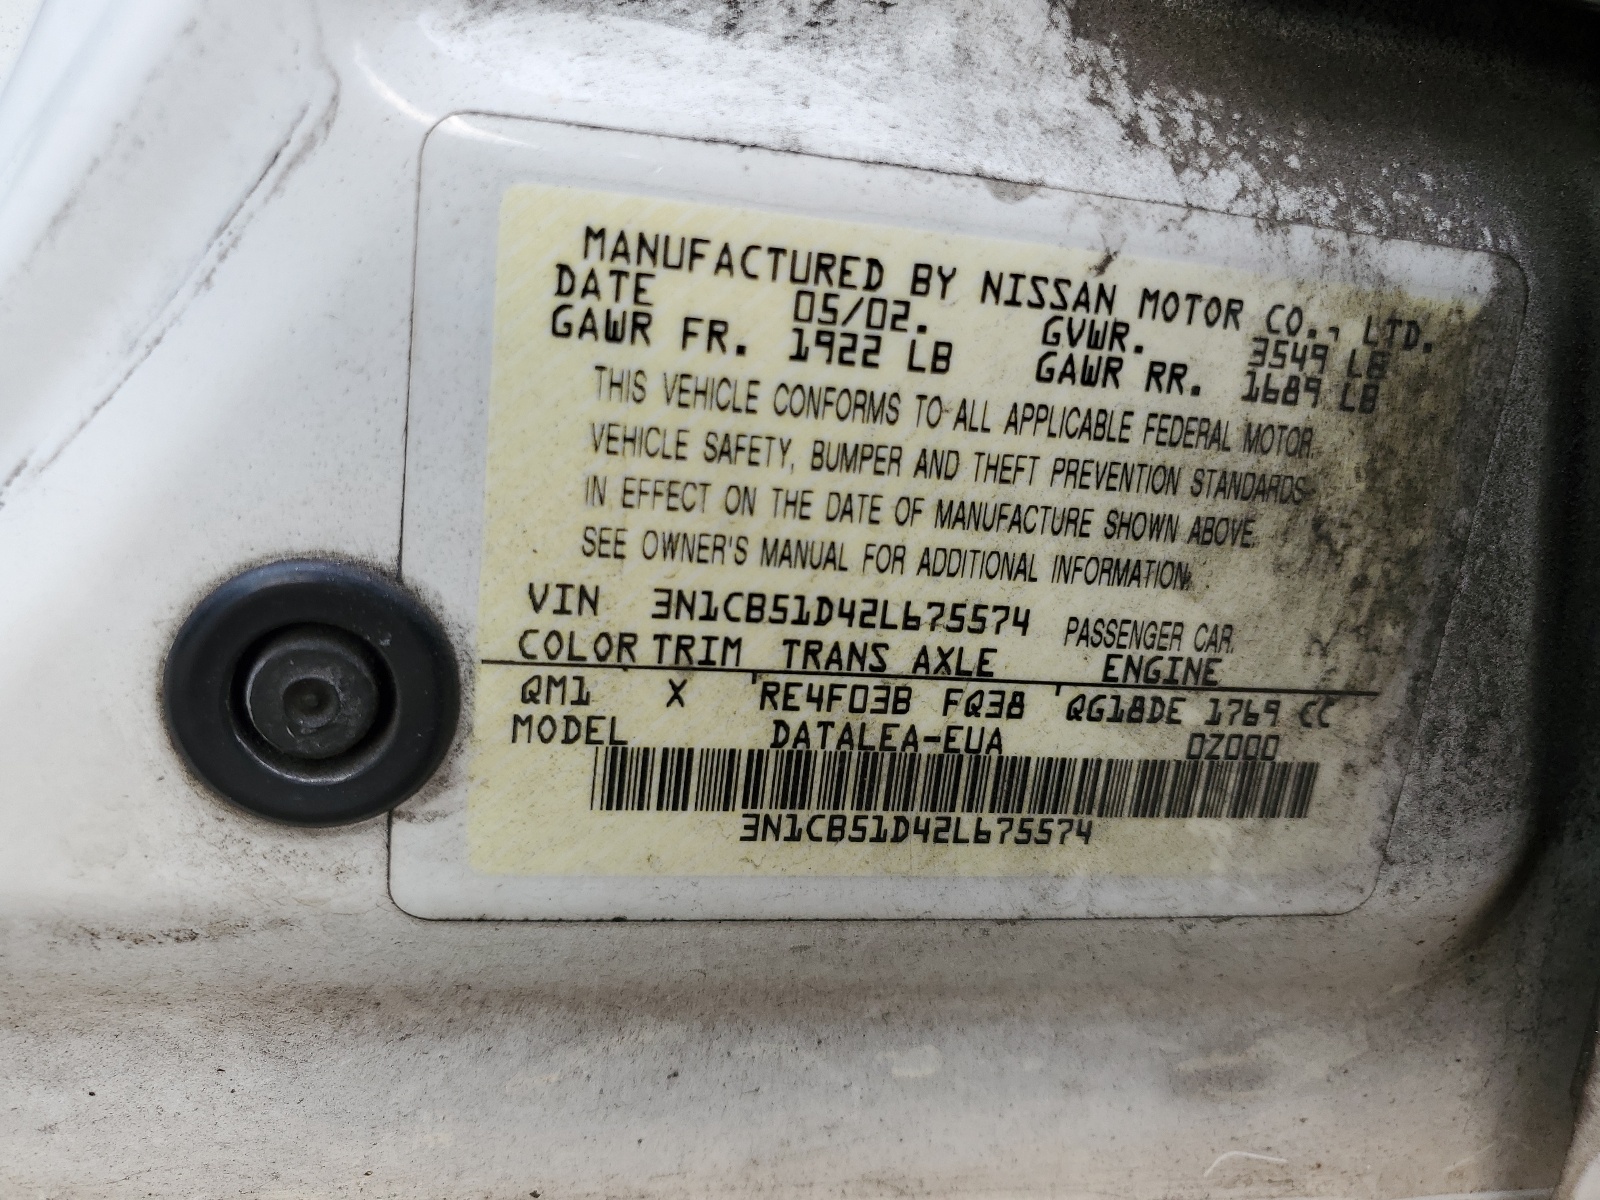 MANUFACTURED BY NISSAN MOTOR CO., LTD.
DATE 05/02. GVWR. 3549 LB
GAWR FR. 1922 LB GAWR RR. 1689 LB
THIS VEHICLE CONFORMS TO ALL APPLICABLE FEDERAL MOTOR
VEHICLE SAFETY, BUMPER AND THEFT PREVENTION STANDARDS
IN EFFECT ON THE DATE OF MANUFACTURE SHOWN ABOVE.
SEE OWNER'S MANUAL FOR ADDITIONAL INFORMATION.
VIN 3N1CB51D42L675574 PASSENGER CAR.
COLOR TRIM TRANS AXLE ENGINE
QM1 X RE4F03B FQ38 QG18DE 1769 CC
MODEL DATALEA-EUA 0Z000
3N1CB51D42L675574